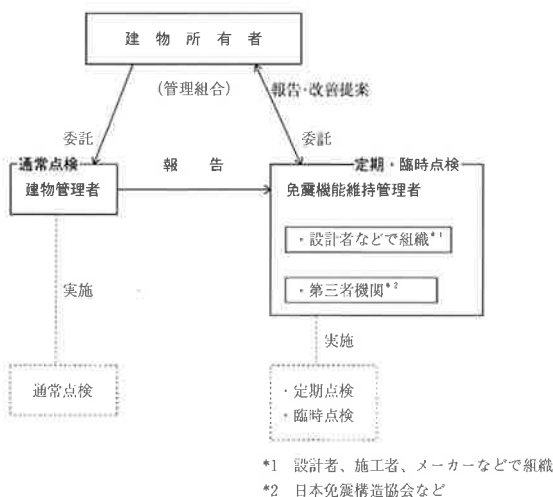 建物所有者
(管理組合)
報告・改善提案
委託
委託
通常点検
建物管理者
報告
定期・臨時点検
免震機能維持管理者
・設計者などで組織*1
・第三者機関*2
実施
実施
通常点検
・定期点検
・臨時点検
*1 設計者、施工者、メーカーなどで組織
*2 日本免震構造協会など